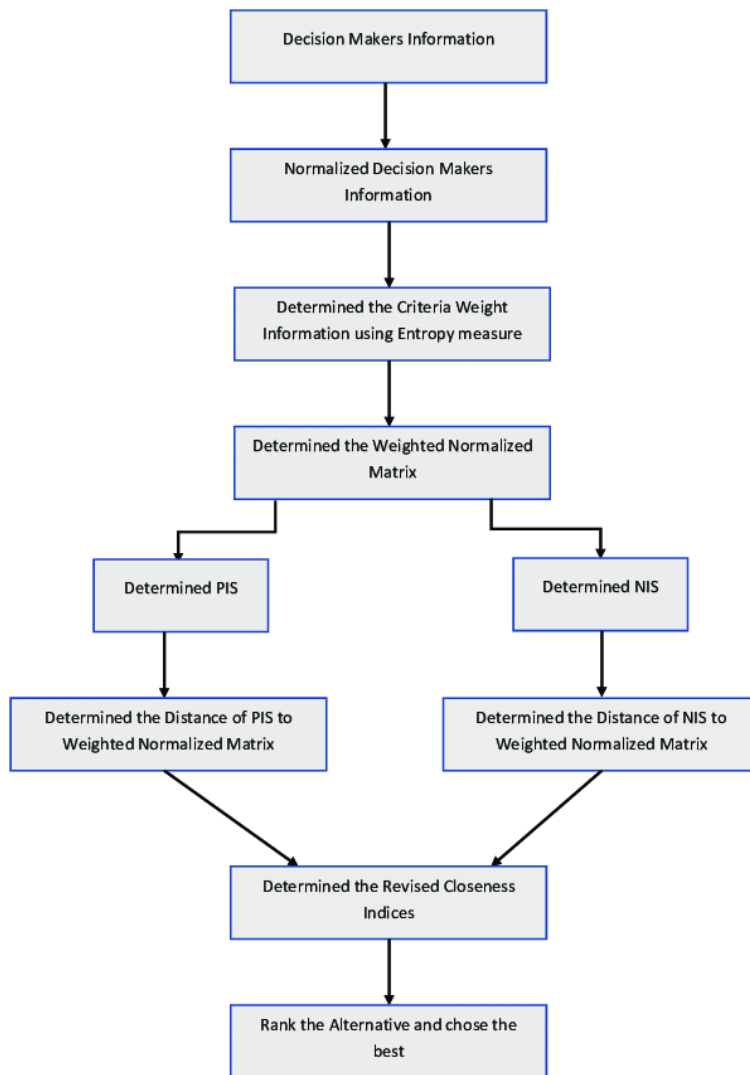 Decision Makers Information
Normalized Decision Makers
Information
Determined the Criteria Weight
Information using Entropy measure
Determined the Weighted Normalized
Matrix
Determined PIS
Determined NIS
Determined the Distance of PIS to
Weighted Normalized Matrix
Determined the Distance of NIS to
Weighted Normalized Matrix
Determined the Revised Closeness
Indices
Rank the Alternative and chose the
best